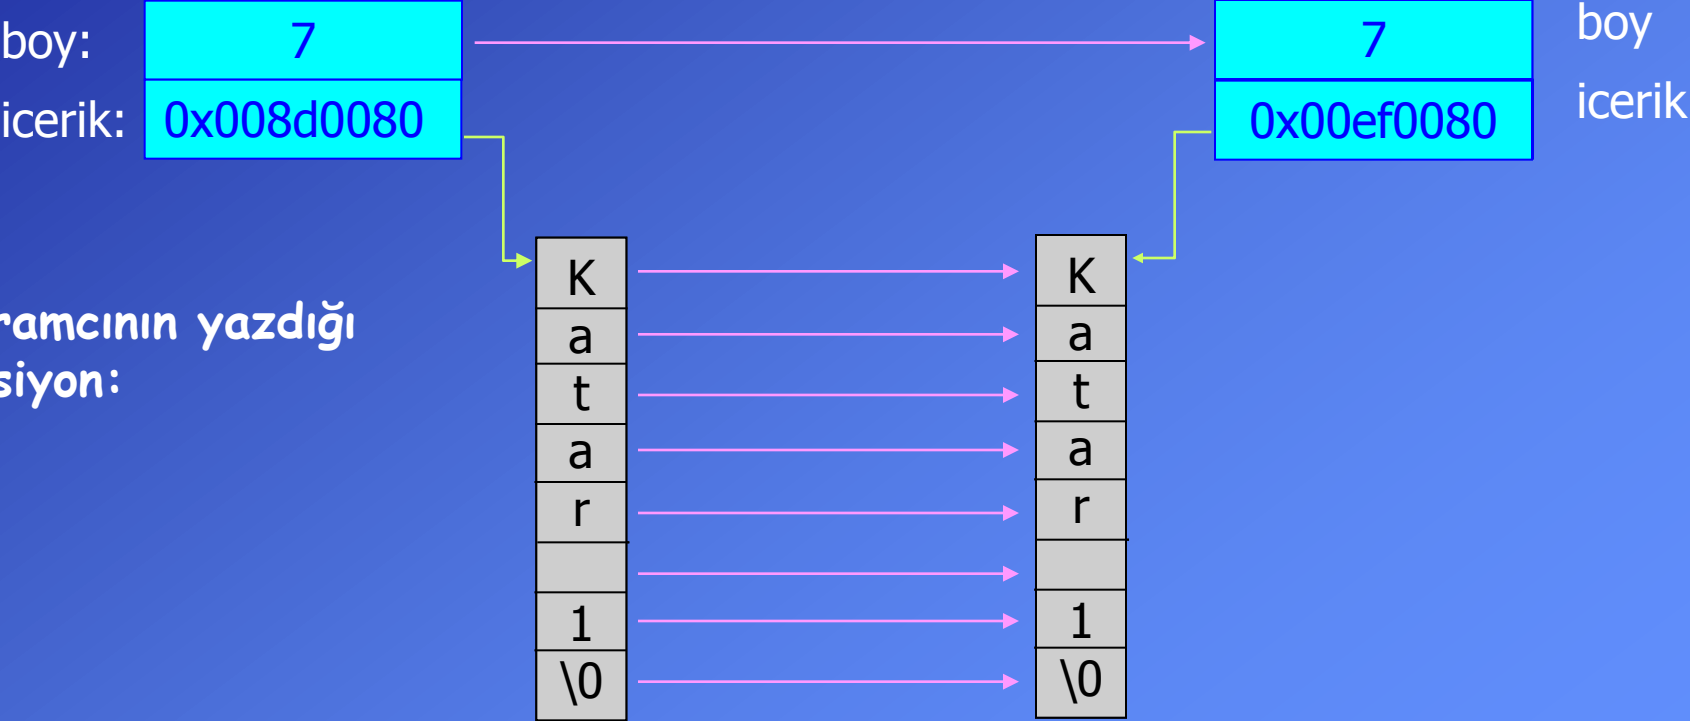 boy: 7 7 boy
icerik: 0x008d0080 0x00ef0080 icerik
K K
ramcının yazdığı
a a
siyon:
t t
a a
r r
1 1
\0 \0